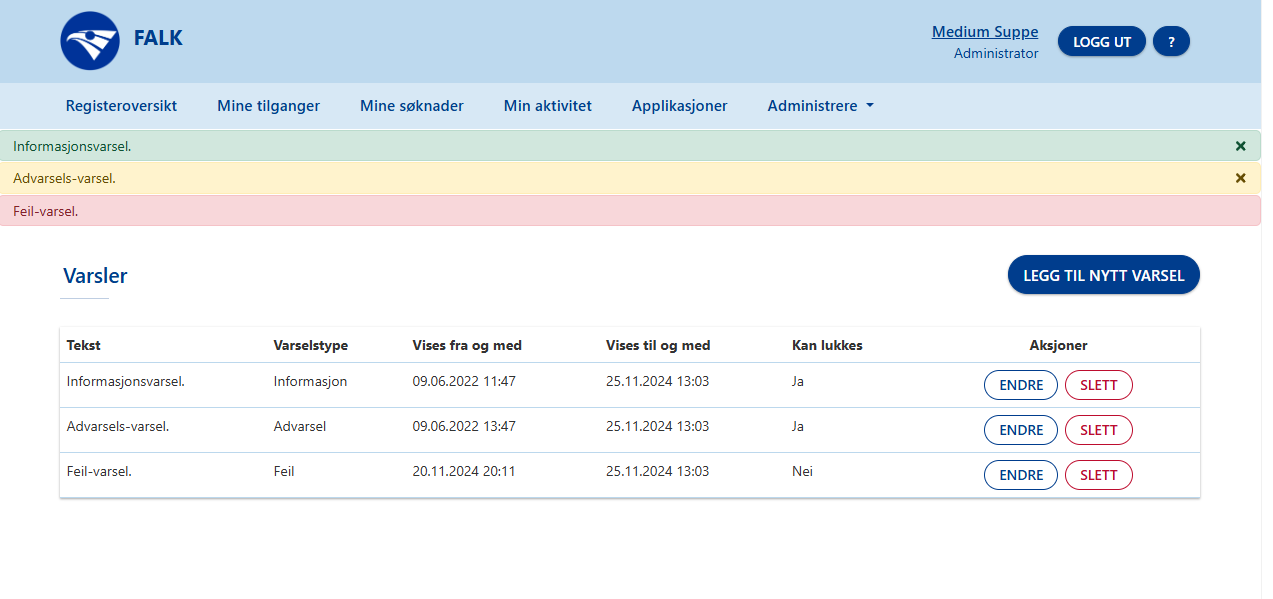 FALK
Medium Suppe
Administrator
LOGG UT
?
Registeroversikt Mine tilganger Mine søknader Min aktivitet Applikasjoner Administrere
Informasjonsvarsel.
Advarsels-varsel.
Feil-varsel.
Varsler
LEGG TIL NYTT VARSEL
Tekst Varselstype Vises fra og med Vises til og med Kan lukkes Aksjoner
Informasjonsvarsel. Informasjon 09.06.2022 11:47 25.11.2024 13:03 Ja ENDRE SLETT
Advarsels-varsel. Advarsel 09.06.2022 13:47 25.11.2024 13:03 Ja ENDRE SLETT
Feil-varsel. Feil 20.11.2024 20:11 25.11.2024 13:03 Nei ENDRE SLETT